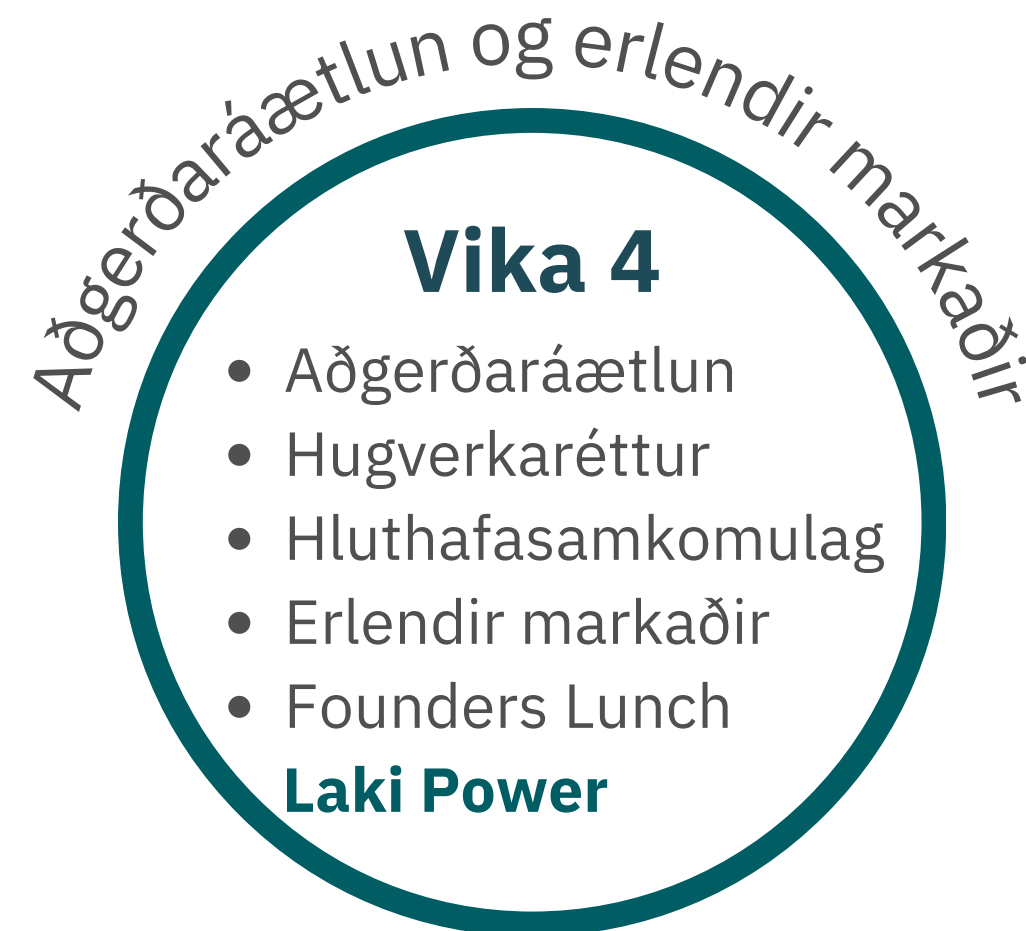 Aðgerðaráætlun og erlendir markaðir
Vika 4
• Aðgerðaráætlun
• Hugverkaréttur
• Hluthafasamkomulag
• Erlendir markaðir
• Founders Lunch
Laki Power